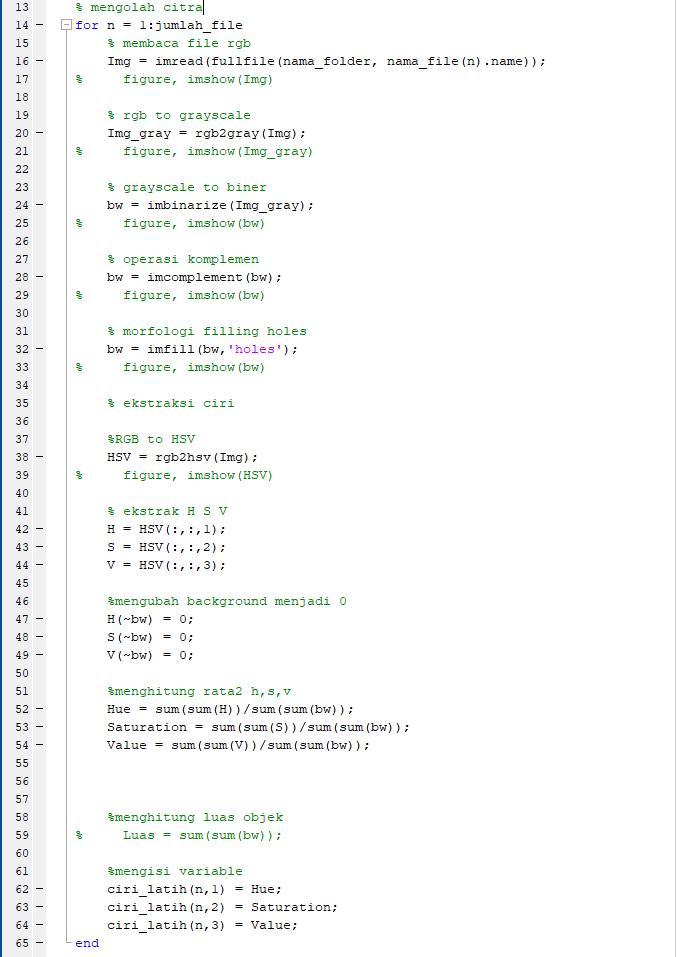 13 % mengolah citra
14 - for n = 1:jumlah_file
15 % membaca file rgb
16 - Img = imread(fullfile(nama_folder, nama_file(n).name));
17 % figure, imshow(Img)
18
19 % rgb to grayscale
20 - Img_gray = rgb2gray(Img);
21 % figure, imshow(Img_gray)
22
23 % grayscale to biner
24 - bw = imbinarize(Img_gray);
25 % figure, imshow(bw)
26
27 % operasi komplemen
28 - bw = imcomplement(bw);
29 % figure, imshow(bw)
30
31 % morfologi filling holes
32 - bw = imfill(bw,'holes');
33 % figure, imshow(bw)
34
35 % ekstraksi ciri
36
37 %RGB to HSV
38 - HSV = rgb2hsv(Img);
39 % figure, imshow(HSV)
40
41 % ekstrak H S V
42 - H = HSV(:,:,1);
43 - S = HSV(:,:,2);
44 - V = HSV(:,:,3);
45
46 %mengubah background menjadi 0
47 - H(~bw) = 0;
48 - S(~bw) = 0;
49 - V(~bw) = 0;
50
51 %menghitung rata2 h,s,v
52 - Hue = sum(sum(H))/sum(sum(bw));
53 - Saturation = sum(sum(S))/sum(sum(bw));
54 - Value = sum(sum(V))/sum(sum(bw));
55
56
57
58 %menghitung luas objek
59 % Luas = sum(sum(bw));
60
61 %mengisi variable
62 - ciri_latih(n,1) = Hue;
63 - ciri_latih(n,2) = Saturation;
64 - ciri_latih(n,3) = Value;
65 - end